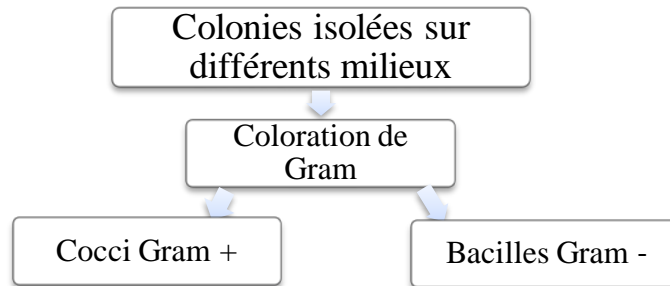 Colonies isolées sur
différents milieux
Coloration de
Gram
Cocci Gram +
Bacilles Gram -